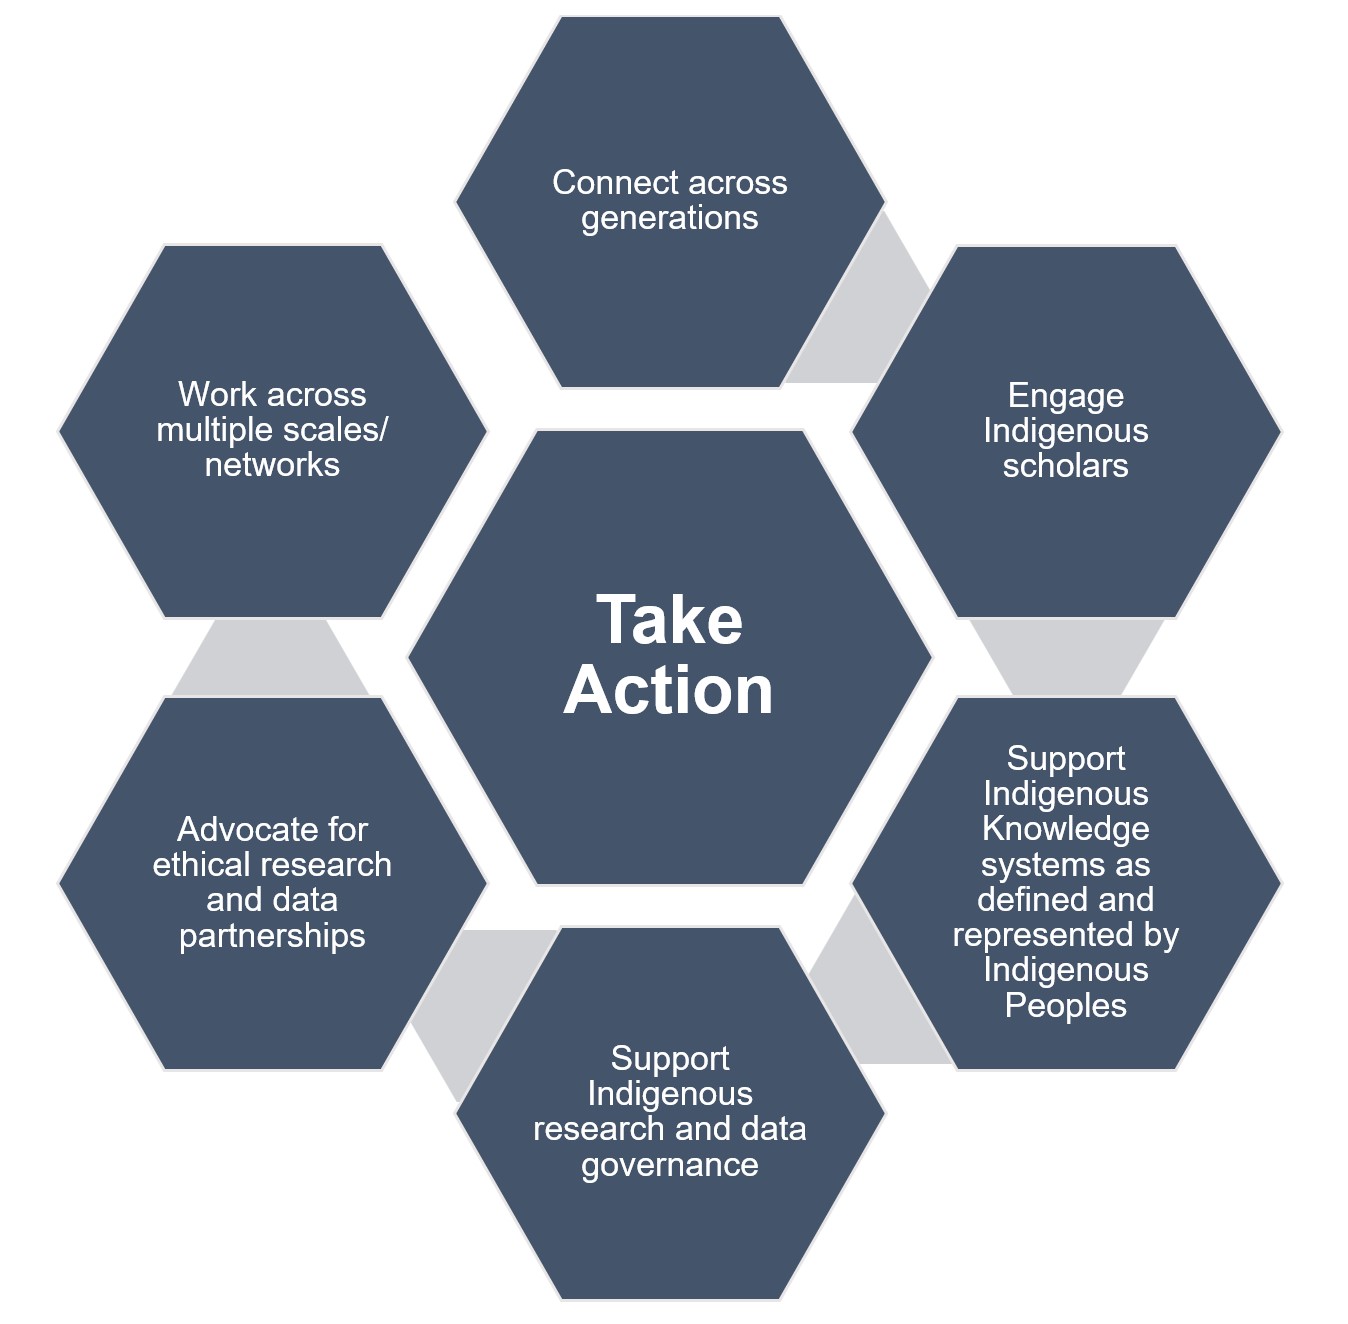 Connect across
generations
Engage
Indigenous
scholars
Support
Indigenous
Knowledge
systems as
defined and
represented by
Indigenous
Peoples
Support
Indigenous
research and data
governance
Advocate for
ethical research
and data
partnerships
Work across
multiple scales/
networks
Take
Action